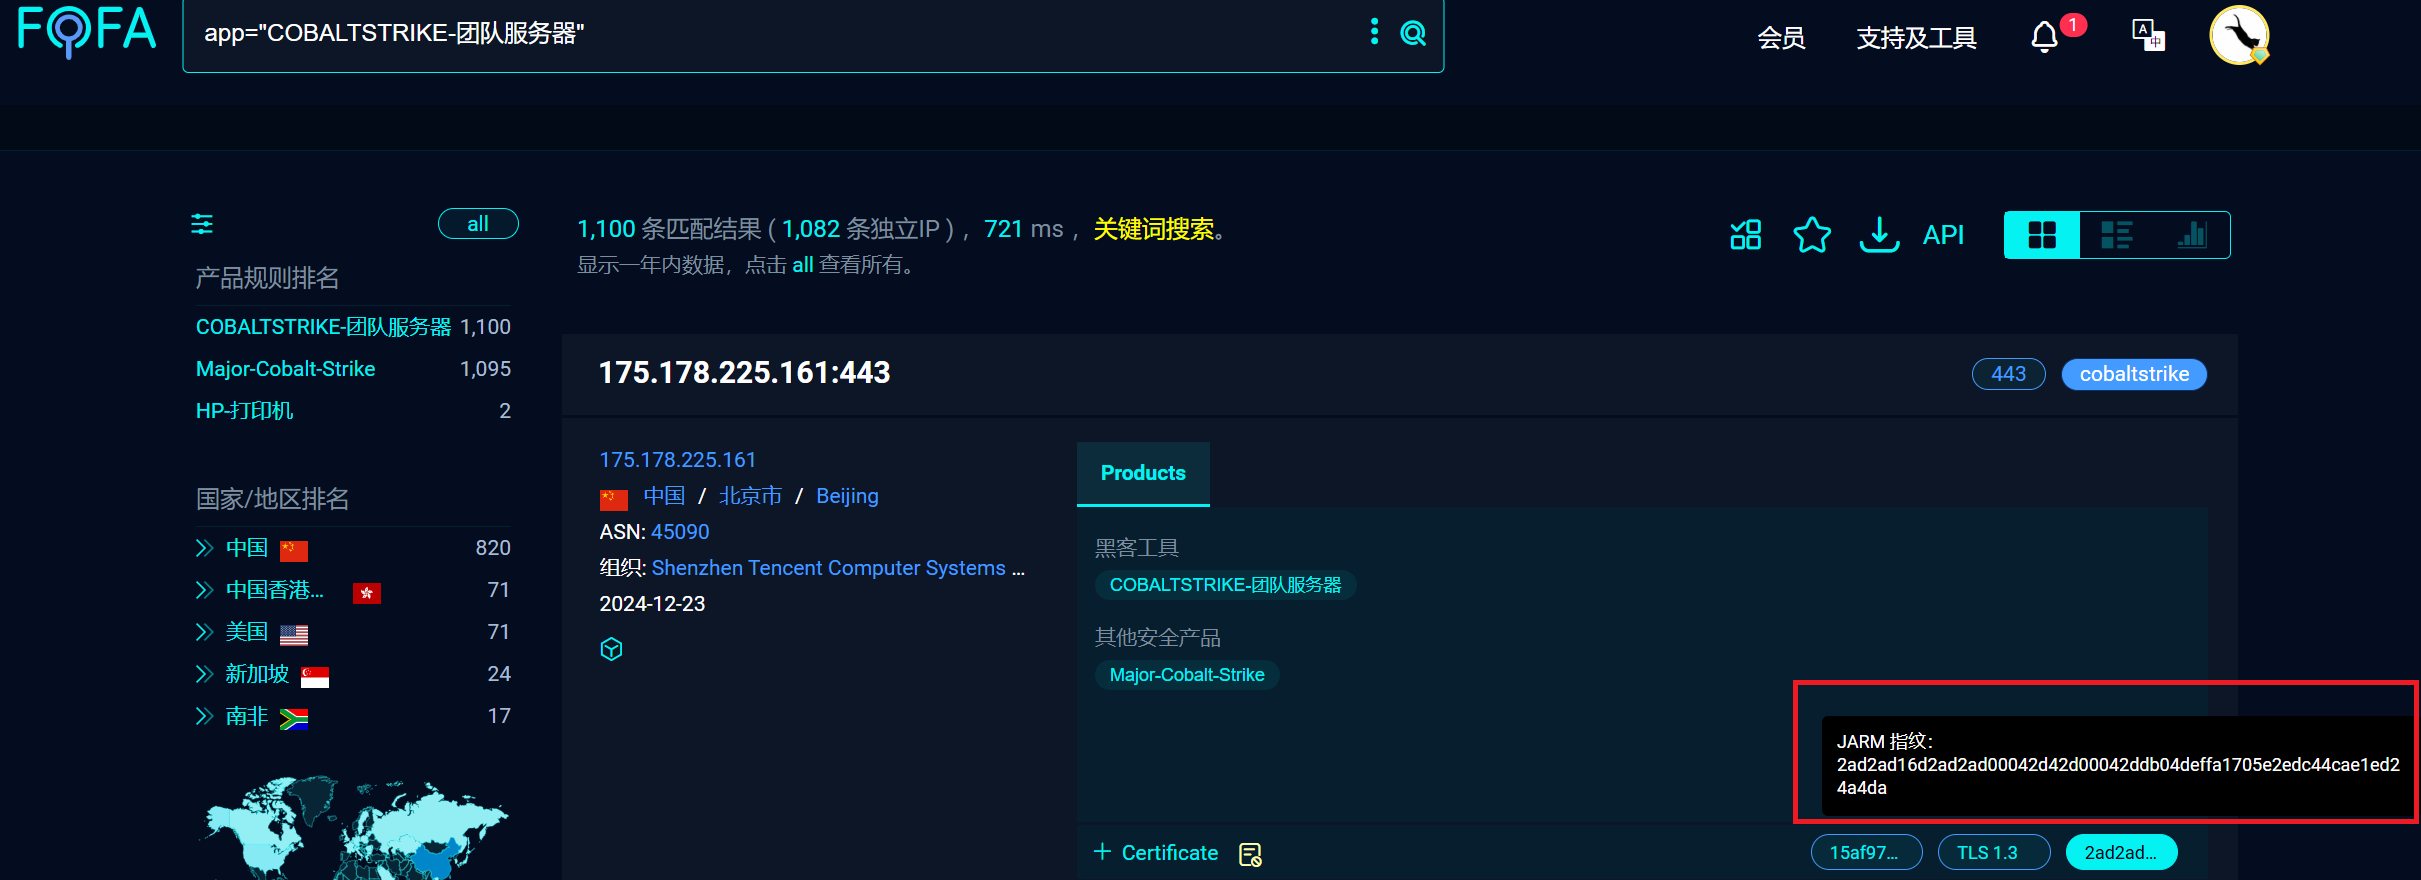 FOFA
app="COBALTSTRIKE-团队服务器"
会员
支持及工具
1
A
中
all
1,100 条匹配结果 ( 1,082 条独立IP ) ，721 ms ，关键词搜索。
显示一年内数据，点击 all 查看所有。
API
产品规则排名
COBALTSTRIKE-团队服务器 1,100
Major-Cobalt-Strike 1,095
HP-打印机 2
国家/地区排名
中国 820
中国香港... 71
美国 71
新加坡 24
南非 17
175.178.225.161:443
443
cobaltstrike
175.178.225.161
中国 / 北京市 / Beijing
ASN: 45090
组织: Shenzhen Tencent Computer Systems ...
2024-12-23
Products
黑客工具
COBALTSTRIKE-团队服务器
其他安全产品
Major-Cobalt-Strike
JARM 指纹：
2ad2ad16d2ad2ad00042d42d00042ddb04deffa1705e2edc44cae1ed2
4a4da
+ Certificate
15af97...
TLS 1.3
2ad2ad...